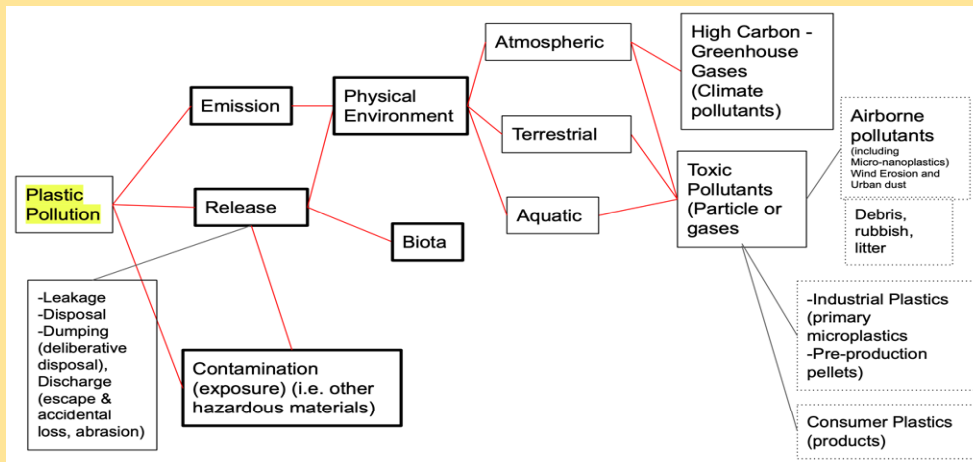 Plastic
Pollution
Emission
Release
-Leakage
-Disposal
-Dumping
(deliberative
disposal),
Discharge
(escape &
accidental
loss, abrasion)
Contamination
(exposure) (i.e. other
hazardous materials)
Physical
Environment
Biota
Atmospheric
Terrestrial
Aquatic
High Carbon -
Greenhouse
Gases
(Climate
pollutants)
Toxic
Pollutants
(Particle or
gases)
Airborne
pollutants
(including
Micro-nanoplastics)
Wind Erosion and
Urban dust
Debris,
rubbish,
litter
-Industrial Plastics
(primary
microplastics
-Pre-production
pellets)
Consumer Plastics
(products)